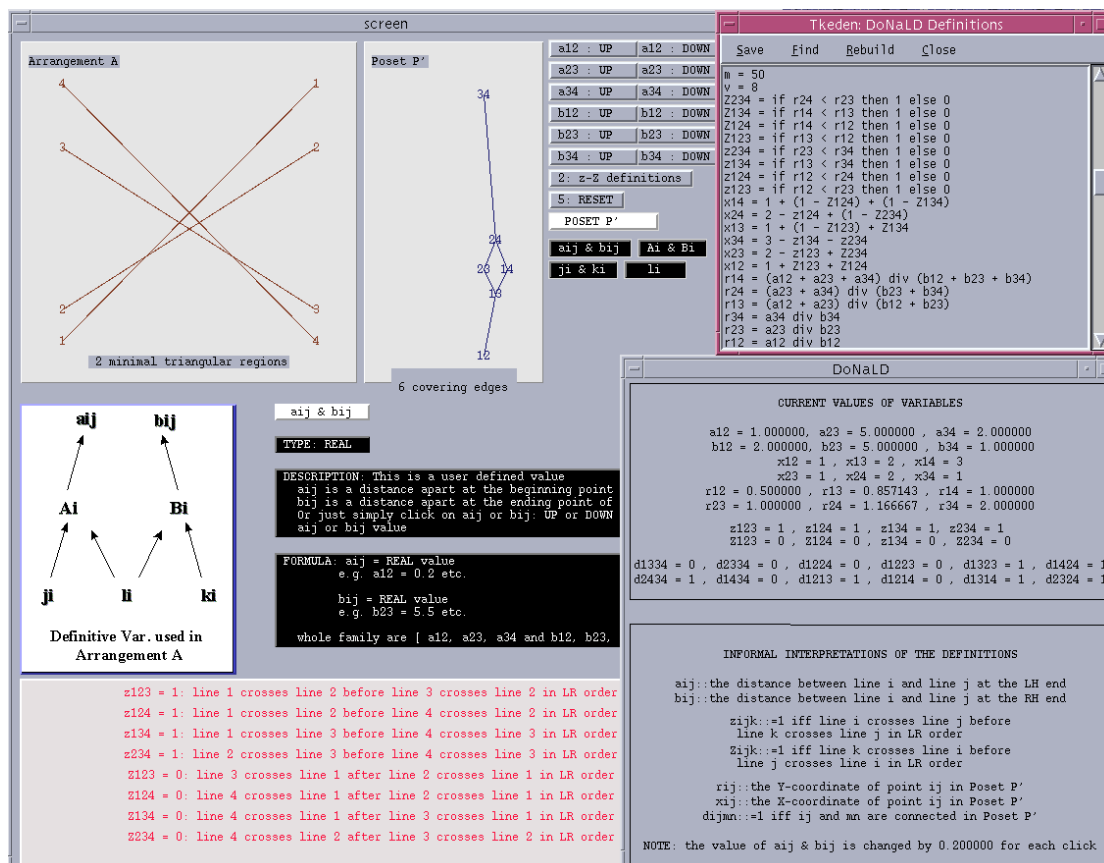 screen
Arrangement A
4
1
3
2
2
3
1
4
2 minimal triangular regions
Poset P'
34
24
23
14
13
12
6 covering edges
a12 : UP
a12 : DOWN
a23 : UP
a23 : DOWN
a34 : UP
a34 : DOWN
b12 : UP
b12 : DOWN
b23 : UP
b23 : DOWN
b34 : UP
b34 : DOWN
2: z-Z definitions
5: RESET
POSET P'
aij & bij
Ai & Bi
ji & ki
li
Tkeden: DoNaLD Definitions
Save Find Rebuild Close
m = 50
v = 8
Z234 = if r24 < r23 then 1 else 0
Z134 = if r14 < r13 then 1 else 0
Z124 = if r14 < r12 then 1 else 0
Z123 = if r13 < r12 then 1 else 0
z234 = if r23 < r34 then 1 else 0
z134 = if r13 < r34 then 1 else 0
z124 = if r12 < r24 then 1 else 0
z123 = if r12 < r23 then 1 else 0
x14 = 1 + (1 - Z124) + (1 - Z134)
x24 = 2 - z124 + (1 - Z234)
x13 = 1 + (1 - Z123) + Z134
x34 = 3 - z134 - z234
x23 = 2 - z123 + Z234
x12 = 1 + Z123 + Z124
r14 = (a12 + a23 + a34) div (b12 + b23 + b34)
r24 = (a23 + a34) div (b23 + b34)
r13 = (a12 + a23) div (b12 + b23)
r34 = a34 div b34
r23 = a23 div b23
r12 = a12 div b12
aij
bij
Ai
Bi
ji
li
ki
Definitive Var. used in
Arrangement A
aij & bij
TYPE: REAL
DESCRIPTION: This is a user defined value
aij is a distance apart at the beginning point
bij is a distance apart at the ending point of
Or just simply click on aij or bij: UP or DOWN
aij or bij value
FORMULA: aij = REAL value
e.g. a12 = 0.2 etc.
bij = REAL value
e.g. b23 = 5.5 etc.
whole family are [ a12, a23, a34 and b12, b23,
z123 = 1: line 1 crosses line 2 before line 3 crosses line 2 in LR order
z124 = 1: line 1 crosses line 2 before line 4 crosses line 2 in LR order
z134 = 1: line 1 crosses line 3 before line 4 crosses line 3 in LR order
z234 = 1: line 2 crosses line 3 before line 4 crosses line 3 in LR order
Z123 = 0: line 3 crosses line 1 after line 2 crosses line 1 in LR order
Z124 = 0: line 4 crosses line 1 after line 2 crosses line 1 in LR order
Z134 = 0: line 4 crosses line 1 after line 3 crosses line 1 in LR order
Z234 = 0: line 4 crosses line 2 after line 3 crosses line 2 in LR order
DoNaLD
CURRENT VALUES OF VARIABLES
a12 = 1.000000, a23 = 5.000000 , a34 = 2.000000
b12 = 2.000000, b23 = 5.000000 , b34 = 1.000000
x12 = 1 , x13 = 2 , x14 = 3
x23 = 1 , x24 = 2 , x34 = 1
r12 = 0.500000 , r13 = 0.857143 , r14 = 1.000000
r23 = 1.000000 , r24 = 1.166667 , r34 = 2.000000
z123 = 1 , z124 = 1 , z134 = 1, z234 = 1
Z123 = 0 , Z124 = 0 , z134 = 0 , Z234 = 0
d1334 = 0 , d2334 = 0 , d1224 = 0 , d1223 = 0 , d1323 = 1 , d1424 = 1
d2434 = 1 , d1434 = 0 , d1213 = 1 , d1214 = 0 , d1314 = 1 , d2324 = 1
INFORMAL INTERPRETATIONS OF THE DEFINITIONS
aij::the distance between line i and line j at the LH end
bij::the distance between line i and line j at the RH end
zijk::=1 iff line i crosses line j before
line k crosses line j in LR order
Zijk::=1 iff line k crosses line i before
line j crosses line i in LR order
rij::the Y-coordinate of point ij in Poset P'
xij::the X-coordinate of point ij in Poset P'
dijmn::=1 iff ij and mn are connected in Poset P'
NOTE: the value of aij & bij is changed by 0.200000 for each click